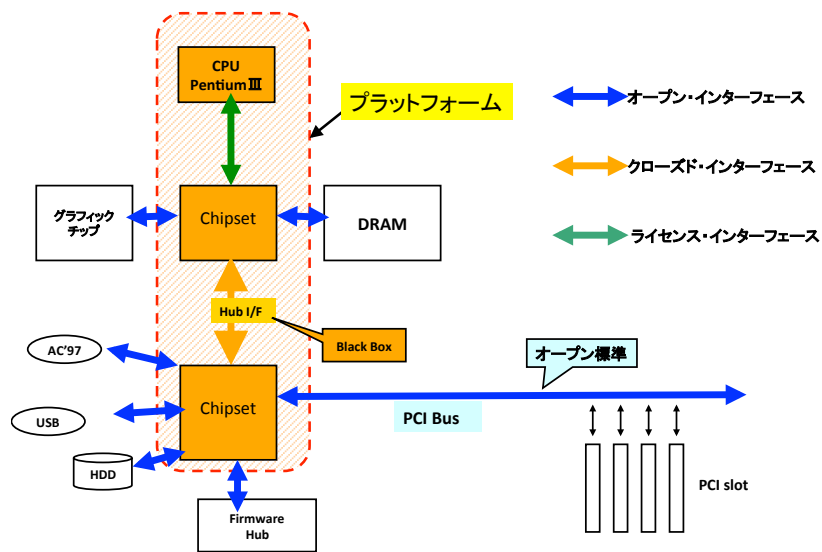 CPU
Pentium Ⅲ
プラットフォーム
オープン・インターフェース
クローズド・インターフェース
ライセンス・インターフェース
グラフィック
チップ
Chipset
DRAM
Hub I/F
Black Box
AC'97
USB
HDD
Chipset
オープン標準
PCI Bus
PCI slot
Firmware
Hub